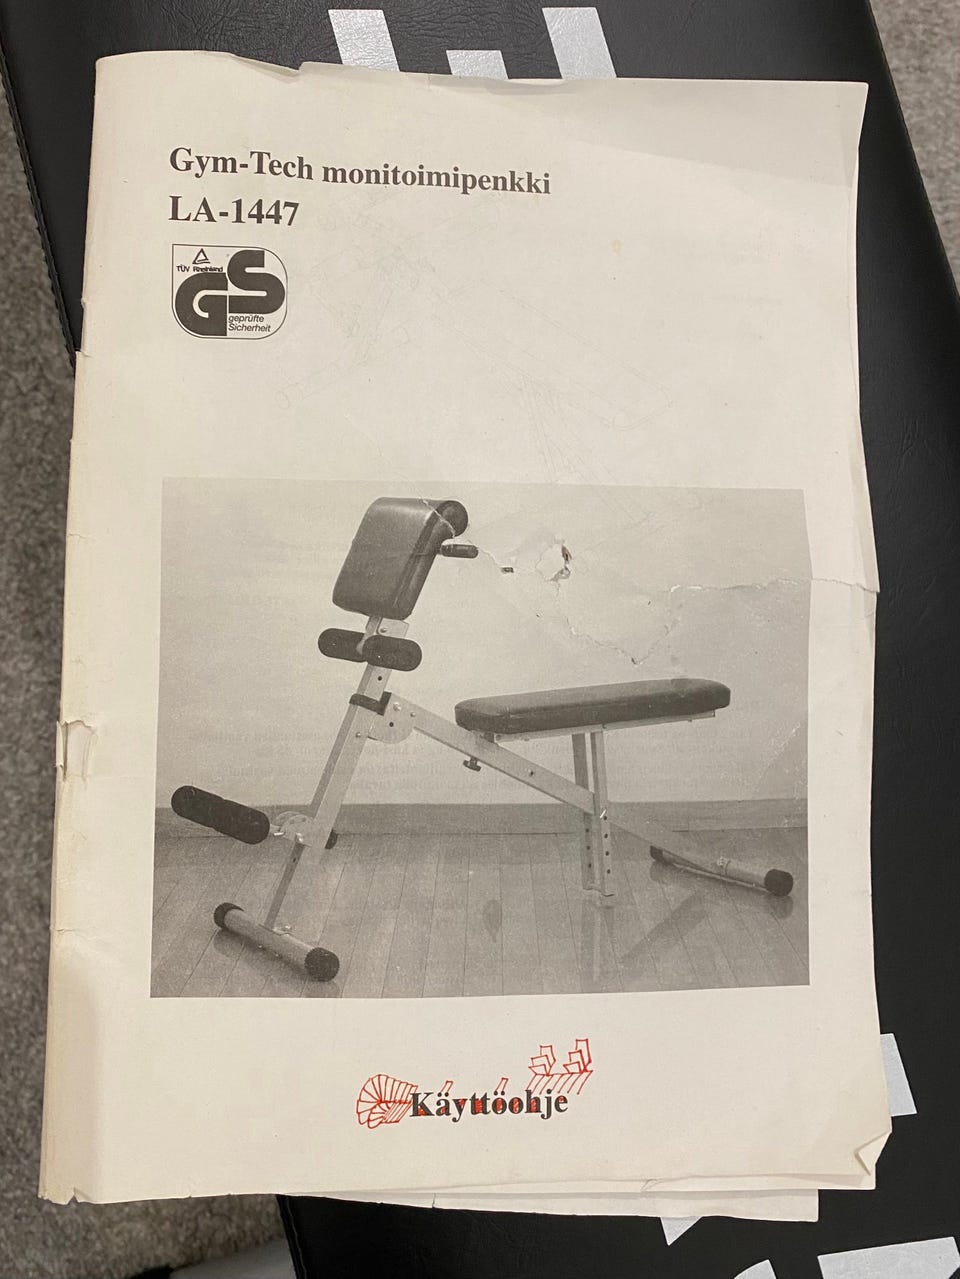 Gym-Tech monitoimipenkki
LA-1447
TÜV Rheinland
GS
geprüfte
Sicherheit
Käyttöohje